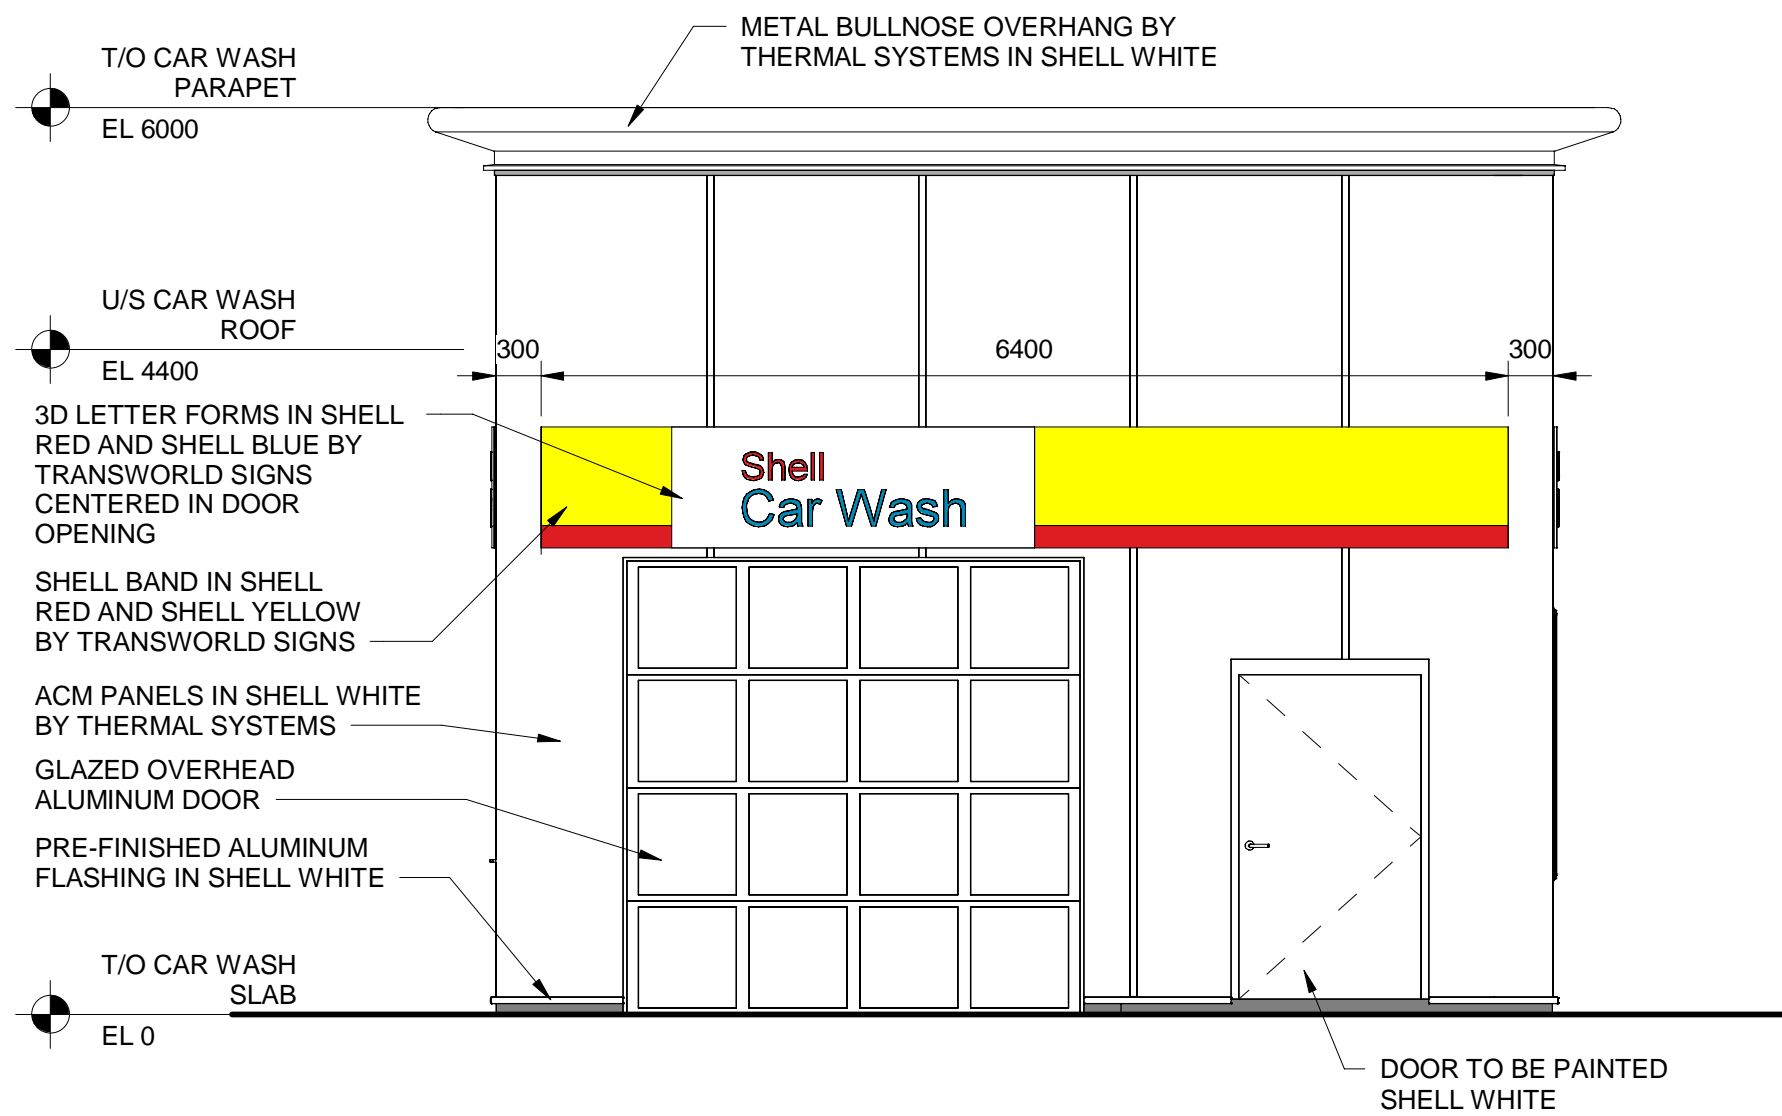 METAL BULLNOSE OVERHANG BY
THERMAL SYSTEMS IN SHELL WHITE
T/O CAR WASH
PARAPET
EL 6000
U/S CAR WASH
ROOF
EL 4400
300
6400
300
3D LETTER FORMS IN SHELL
RED AND SHELL BLUE BY
TRANSWORLD SIGNS
CENTERED IN DOOR
OPENING
Shell
Car Wash
SHELL BAND IN SHELL
RED AND SHELL YELLOW
BY TRANSWORLD SIGNS
ACM PANELS IN SHELL WHITE
BY THERMAL SYSTEMS
GLAZED OVERHEAD
ALUMINUM DOOR
PRE-FINISHED ALUMINUM
FLASHING IN SHELL WHITE
T/O CAR WASH
SLAB
EL 0
DOOR TO BE PAINTED
SHELL WHITE